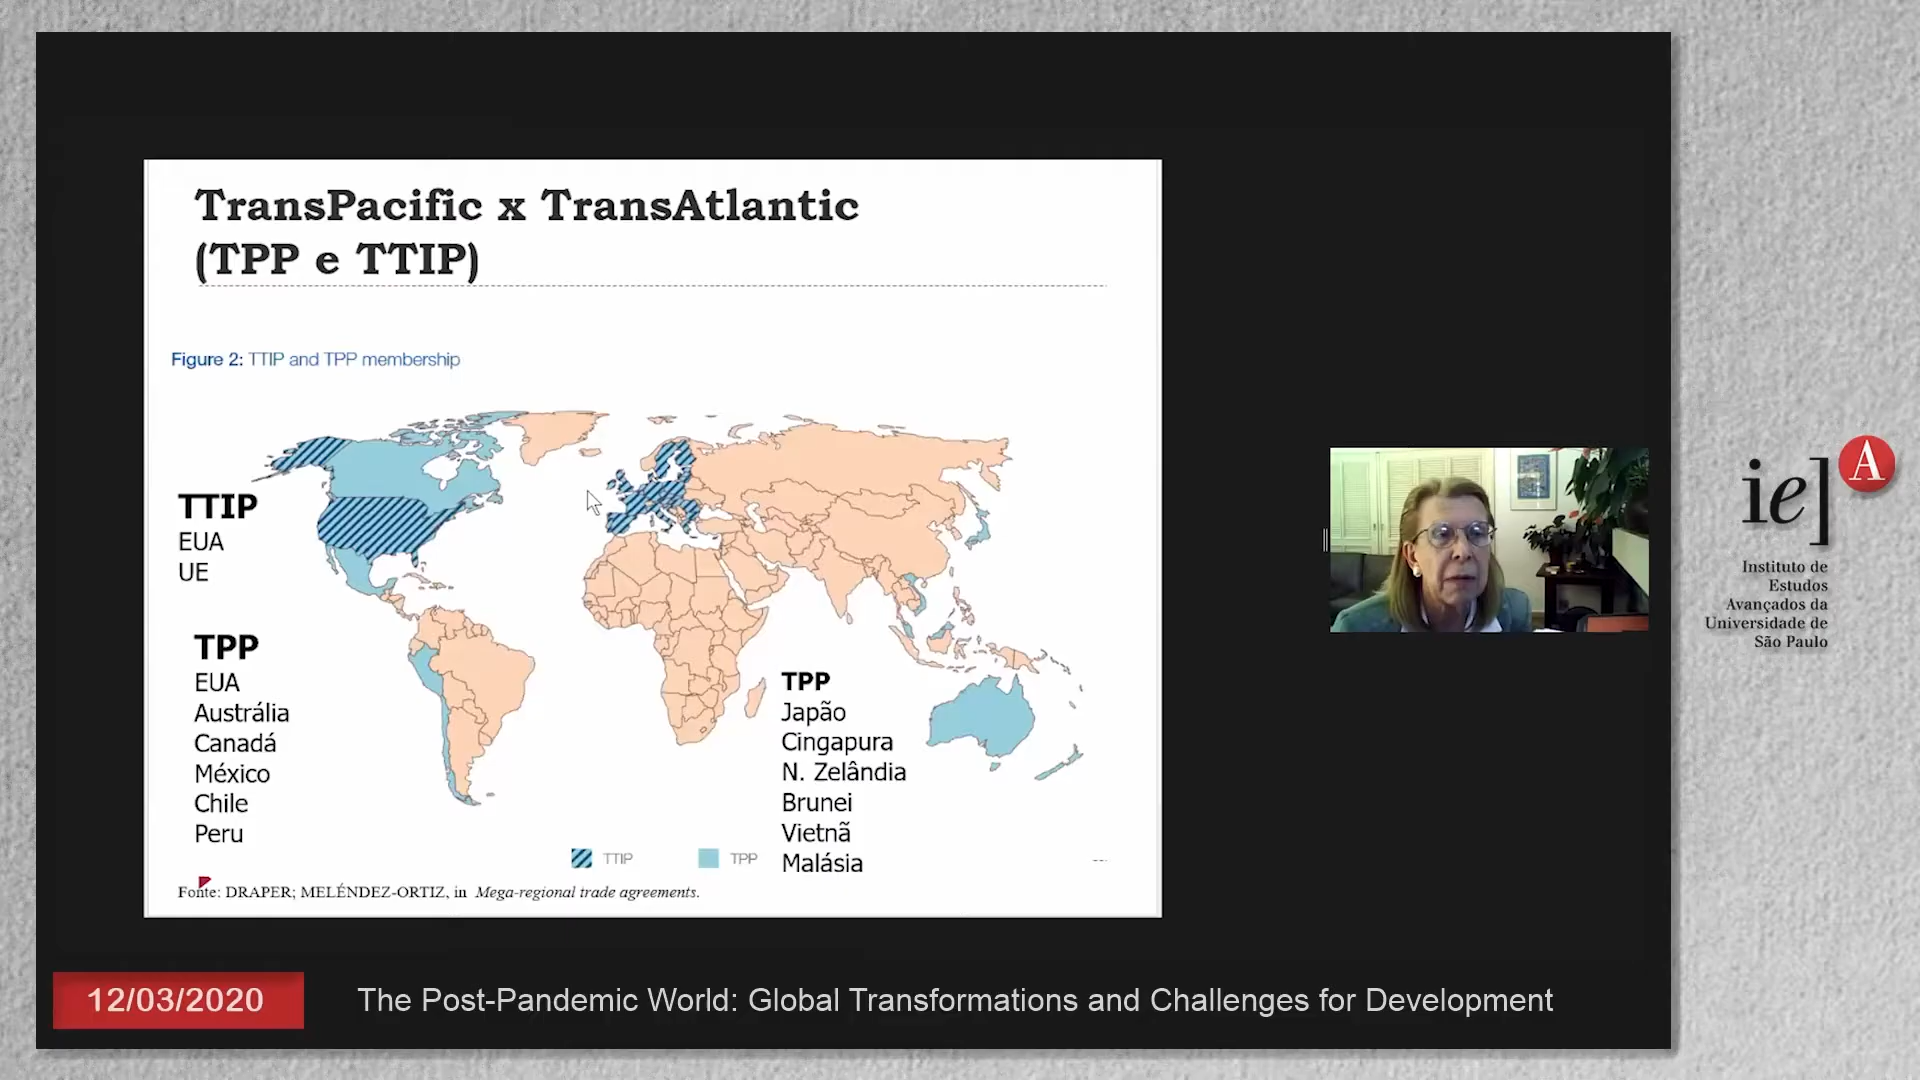 TransPacific x TransAtlantic
(TPP e TTIP)
Figure 2: TTIP and TPP membership
TTIP
EUA
UE
TPP
EUA
Austrália
Canadá
México
Chile
Peru
TPP
Japão
Cingapura
N. Zelândia
Brunei
Vietnã
Malásia
TTIP
TPP
Fonte: DRAPER; MELÉNDEZ-ORTIZ, in Mega-regional trade agreements.
12/03/2020
The Post-Pandemic World: Global Transformations and Challenges for Development
ie]A
Instituto de
Estudos
Avançados da
Universidade de
São Paulo